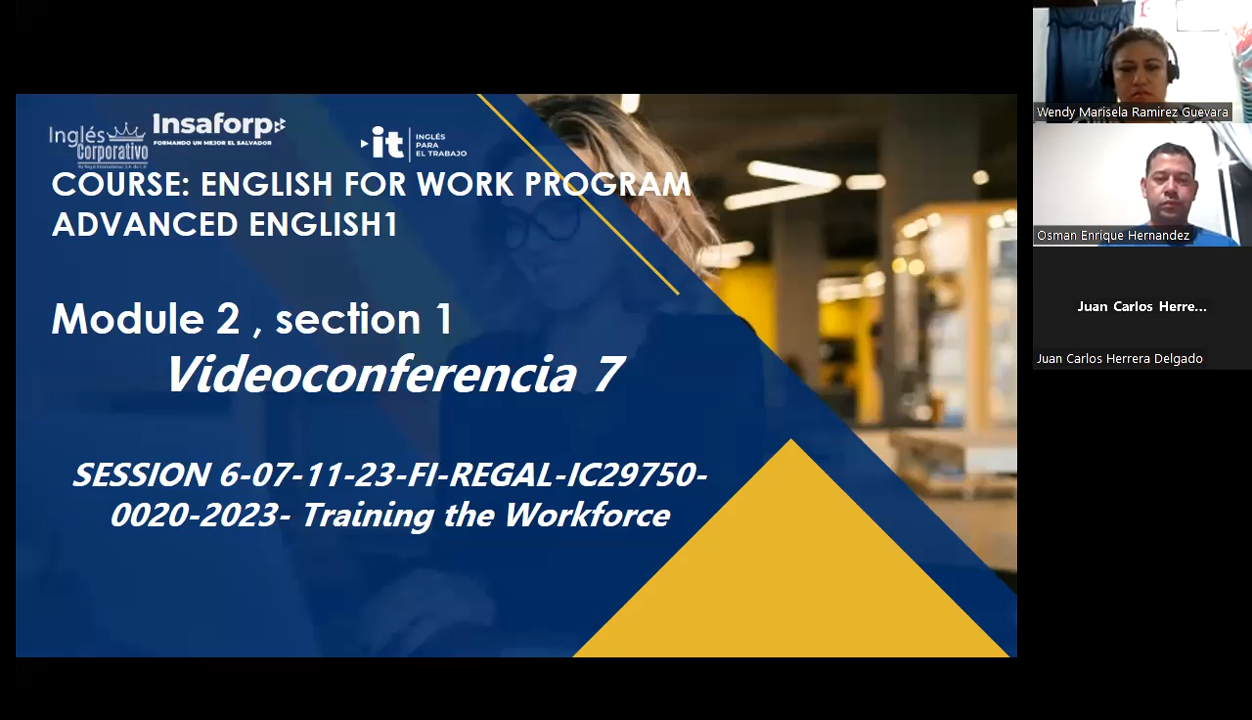 Inglés
Corporativo
Insaforp
FORMANDO UN MEJOR EL SALVADOR
it
INGLÉS
PARA
EL TRABAJO
COURSE: ENGLISH FOR WORK PROGRAM
ADVANCED ENGLISH1
Module 2 , section 1
Videoconferencia 7
SESSION 6-07-11-23-FI-REGAL-IC29750-
0020-2023- Training the Workforce
Wendy Marisela Ramirez Guevara
Osman Enrique Hernandez
Juan Carlos Herre...
Juan Carlos Herrera Delgado